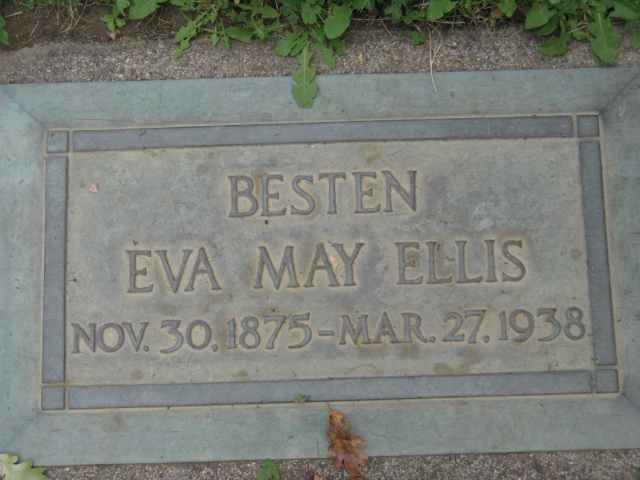 BESTEN
EVA MAY ELLIS
NOV. 30, 1875 - MAR. 27, 1938